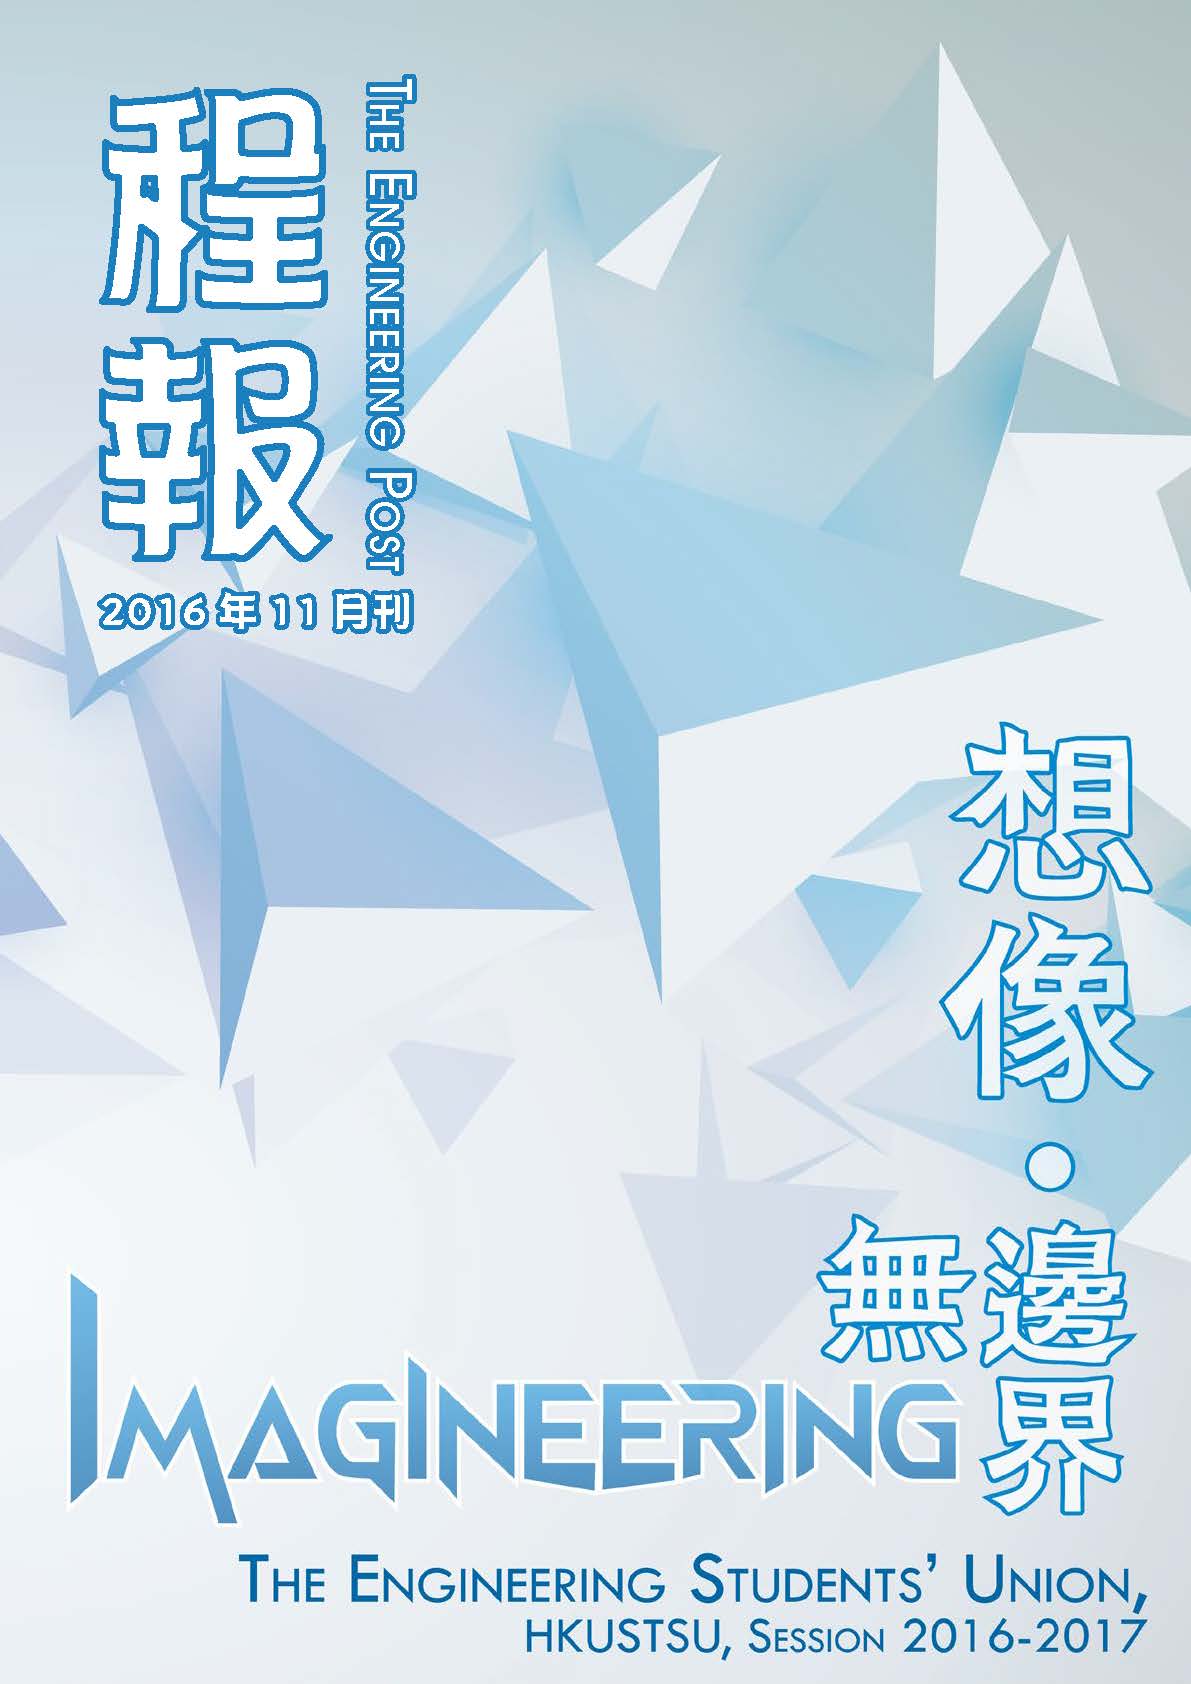 程報
THE ENGINEERING POST
2016年11月刊
想像・無邊界
IMAGINEERING
THE ENGINEERING STUDENTS' UNION,
HKUSTSU, SESSION 2016-2017